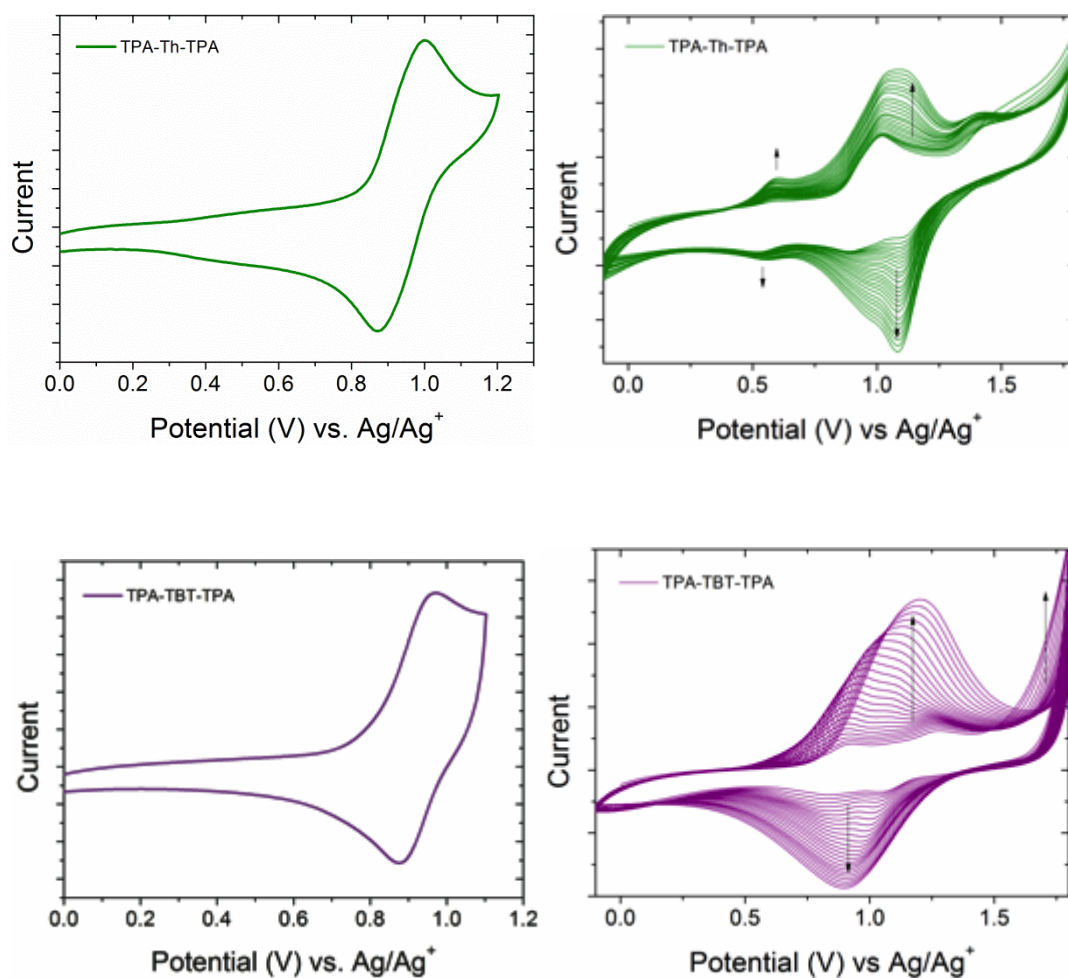 TPA-Th-TPA
Current
0.0 0.2 0.4 0.6 0.8 1.0 1.2
Potential (V) vs. Ag/Ag⁺
TPA-Th-TPA
Current
0.0 0.5 1.0 1.5
Potential (V) vs Ag/Ag⁺
TPA-TBT-TPA
Current
0.0 0.2 0.4 0.6 0.8 1.0 1.2
Potential (V) vs. Ag/Ag⁺
TPA-TBT-TPA
Current
0.0 0.5 1.0 1.5
Potential (V) vs. Ag/Ag⁺